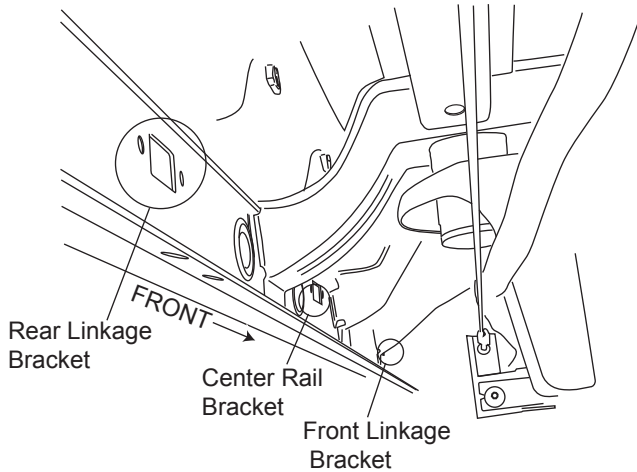 FRONT
Rear Linkage
Bracket
Center Rail
Bracket
Front Linkage
Bracket